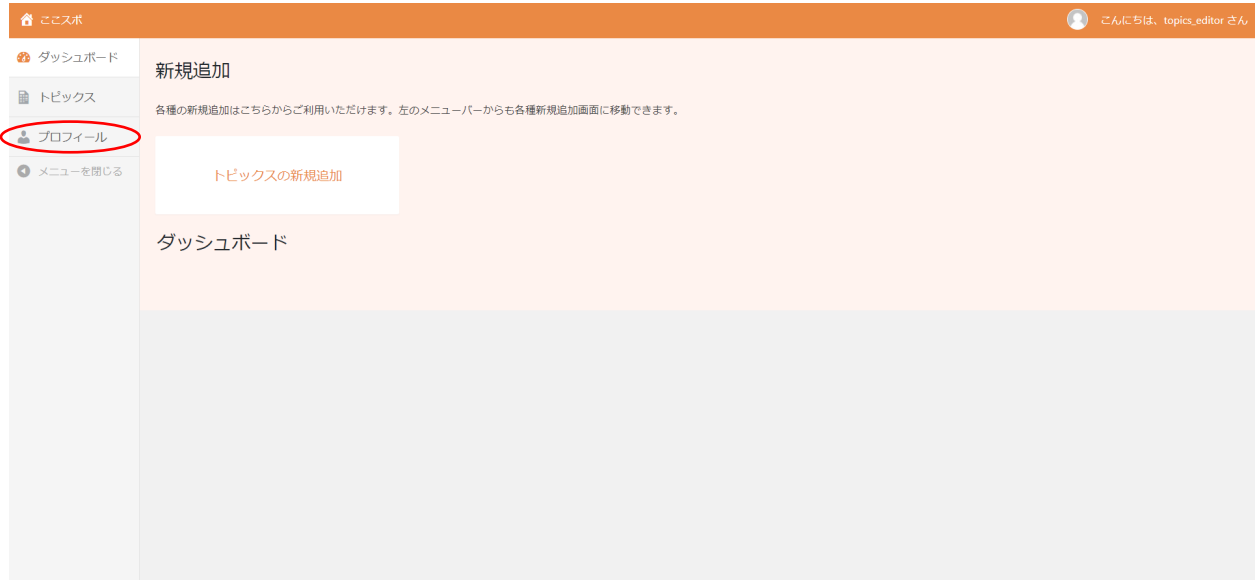 ここスポ
こんにちは、topics_editor さん
ダッシュボード
トピックス
プロフィール
メニューを閉じる
新規追加
各種の新規追加はこちらからご利用いただけます。左のメニューバーからも各種新規追加画面に移動できます。
トピックスの新規追加
ダッシュボード